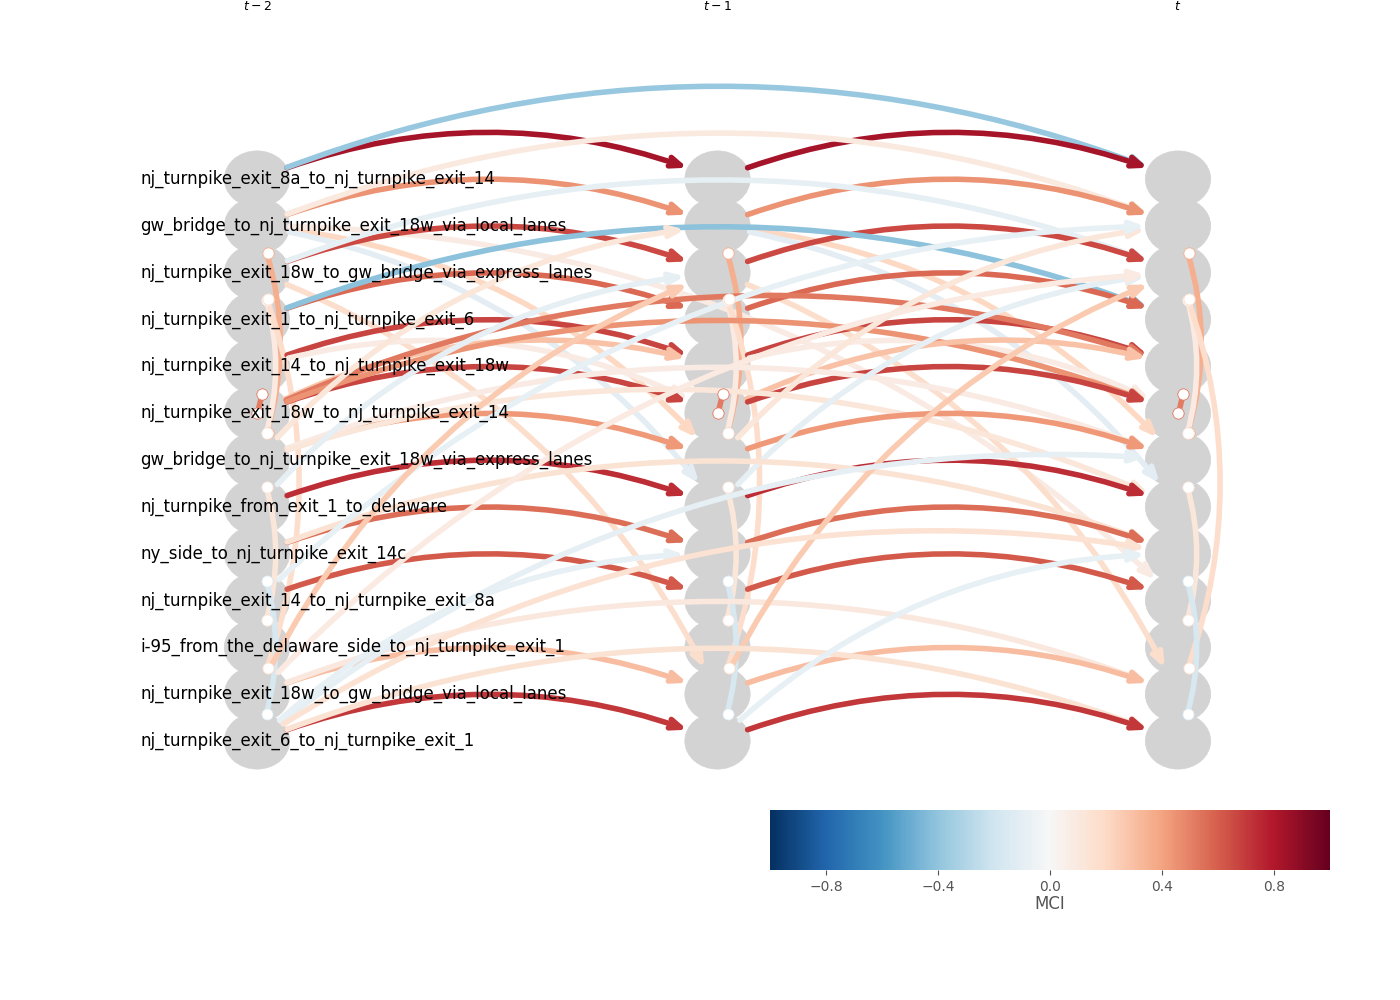 t − 2 t − 1 t
nj_turnpike_exit_8a_to_nj_turnpike_exit_14
gw_bridge_to_nj_turnpike_exit_18w_via_local_lanes
nj_turnpike_exit_18w_to_gw_bridge_via_express_lanes
nj_turnpike_exit_1_to_nj_turnpike_exit_6
nj_turnpike_exit_14_to_nj_turnpike_exit_18w
nj_turnpike_exit_18w_to_nj_turnpike_exit_14
gw_bridge_to_nj_turnpike_exit_18w_via_express_lanes
nj_turnpike_from_exit_1_to_delaware
ny_side_to_nj_turnpike_exit_14c
nj_turnpike_exit_14_to_nj_turnpike_exit_8a
i-95_from_the_delaware_side_to_nj_turnpike_exit_1
nj_turnpike_exit_18w_to_gw_bridge_via_local_lanes
nj_turnpike_exit_6_to_nj_turnpike_exit_1
−0.8 −0.4 0.0 0.4 0.8
MCI